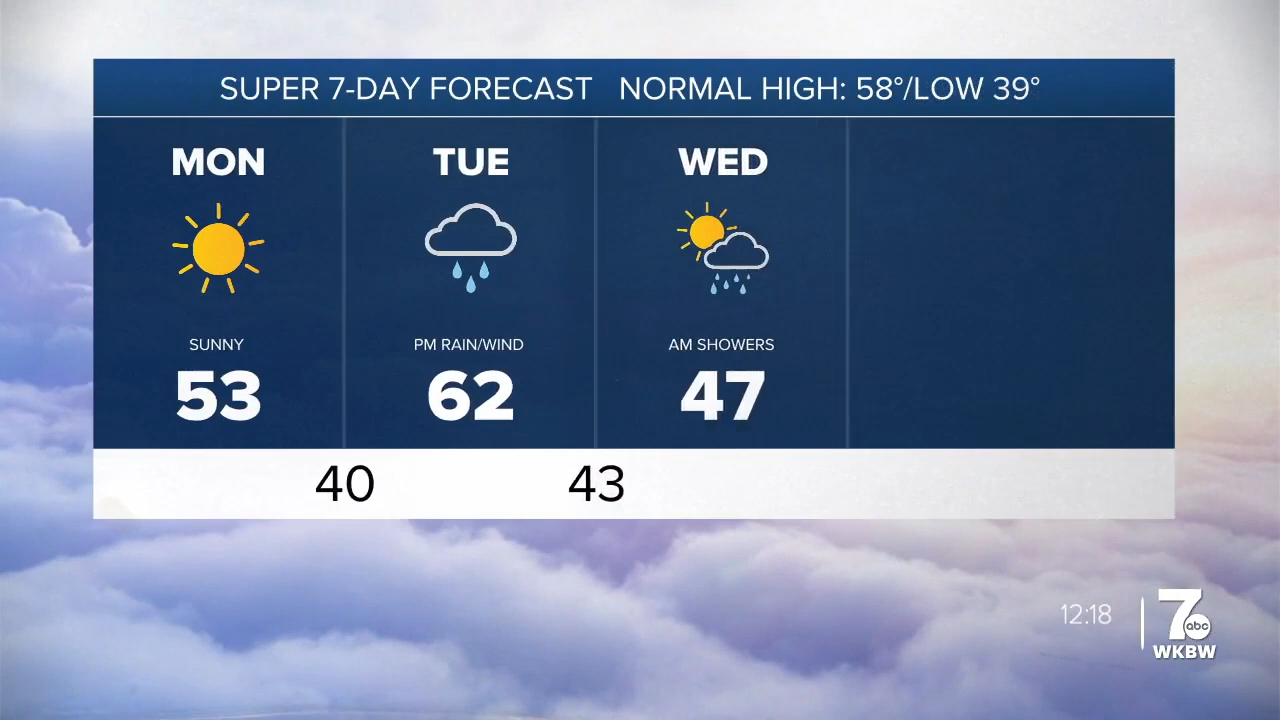 SUPER 7-DAY FORECAST NORMAL HIGH: 58°/LOW 39°
MON TUE WED
SUNNY PM RAIN/WIND AM SHOWERS
53 62 47
40 43
12:18
7
abc
WKBW